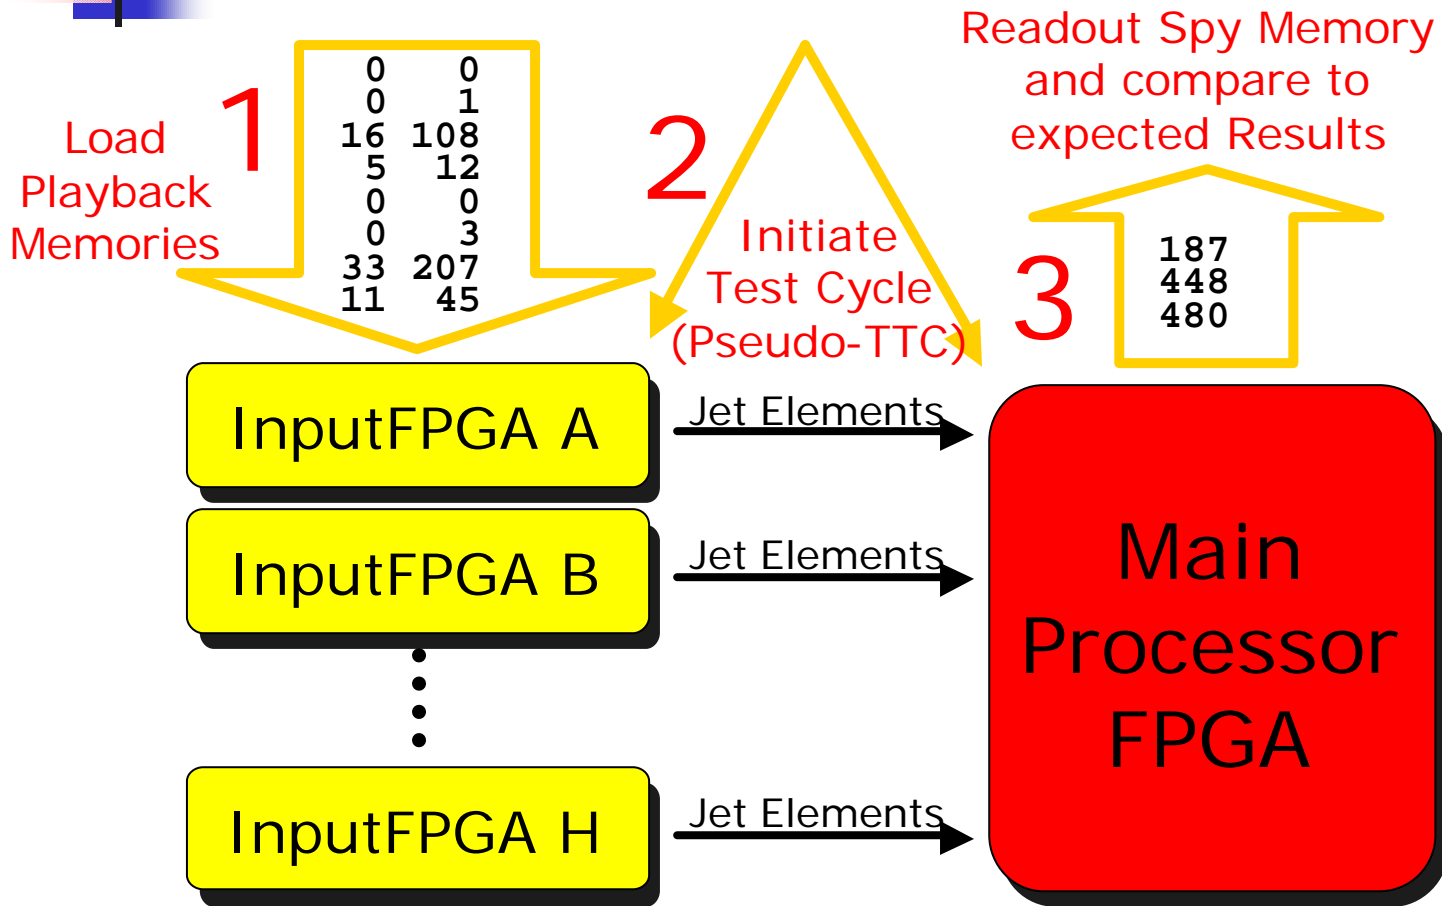 1
Load
Playback
Memories
0 0
0 1
16 108
5 12
0 0
0 3
33 207
11 45
2
Initiate
Test Cycle
(Pseudo-TTC)
Readout Spy Memory
and compare to
expected Results
3
187
448
480
InputFPGA A
Jet Elements
InputFPGA B
Jet Elements
InputFPGA H
Jet Elements
Main
Processor
FPGA